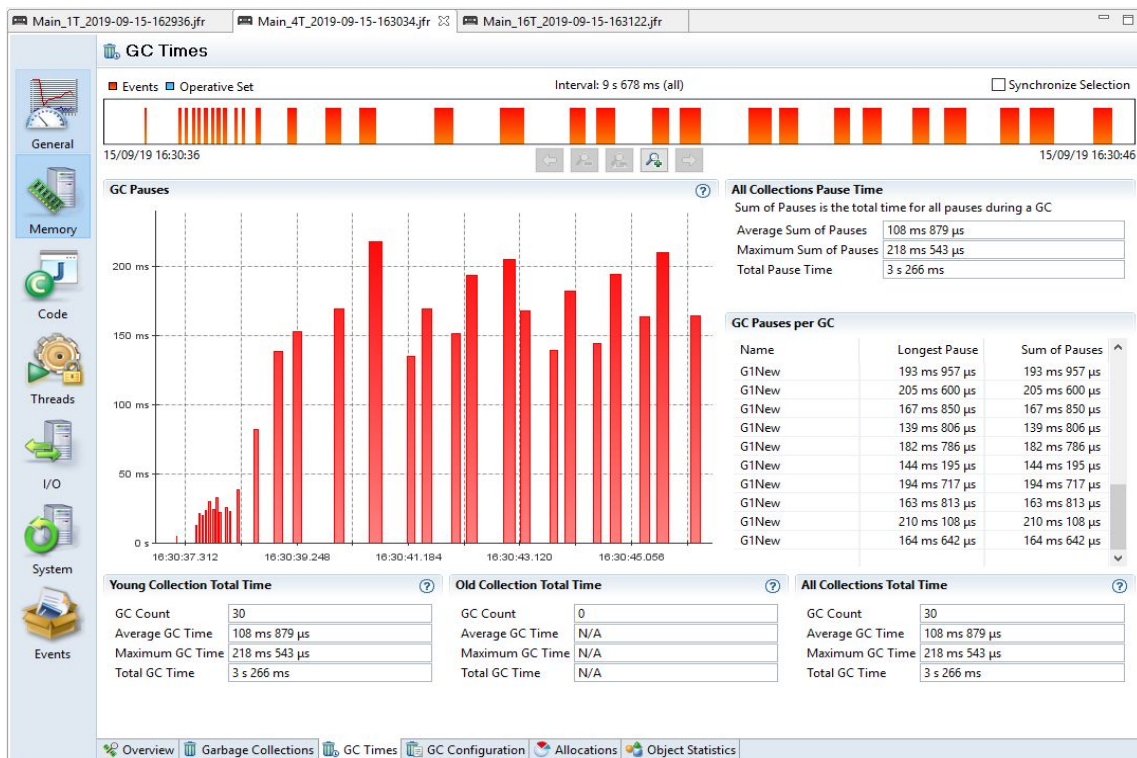 Main_1T_2019-09-15-162936.jfr Main_4T_2019-09-15-163034.jfr Main_16T_2019-09-15-163122.jfr
GC Times
Events Operative Set Interval: 9 s 678 ms (all) Synchronize Selection
15/09/19 16:30:36 15/09/19 16:30:46
General
Memory
Code
Threads
I/O
System
Events
GC Pauses
200 ms
150 ms
100 ms
50 ms
0 s
16:30:37.312 16:30:39.248 16:30:41.184 16:30:43.120 16:30:45.056
All Collections Pause Time
Sum of Pauses is the total time for all pauses during a GC
Average Sum of Pauses 108 ms 879 µs
Maximum Sum of Pauses 218 ms 543 µs
Total Pause Time 3 s 266 ms
GC Pauses per GC
Name Longest Pause Sum of Pauses
G1New 193 ms 957 µs 193 ms 957 µs
G1New 205 ms 600 µs 205 ms 600 µs
G1New 167 ms 850 µs 167 ms 850 µs
G1New 139 ms 806 µs 139 ms 806 µs
G1New 182 ms 786 µs 182 ms 786 µs
G1New 144 ms 195 µs 144 ms 195 µs
G1New 194 ms 717 µs 194 ms 717 µs
G1New 163 ms 813 µs 163 ms 813 µs
G1New 210 ms 108 µs 210 ms 108 µs
G1New 164 ms 642 µs 164 ms 642 µs
Young Collection Total Time
GC Count 30
Average GC Time 108 ms 879 µs
Maximum GC Time 218 ms 543 µs
Total GC Time 3 s 266 ms
Old Collection Total Time
GC Count 0
Average GC Time N/A
Maximum GC Time N/A
Total GC Time N/A
All Collections Total Time
GC Count 30
Average GC Time 108 ms 879 µs
Maximum GC Time 218 ms 543 µs
Total GC Time 3 s 266 ms
Overview Garbage Collections GC Times GC Configuration Allocations Object Statistics